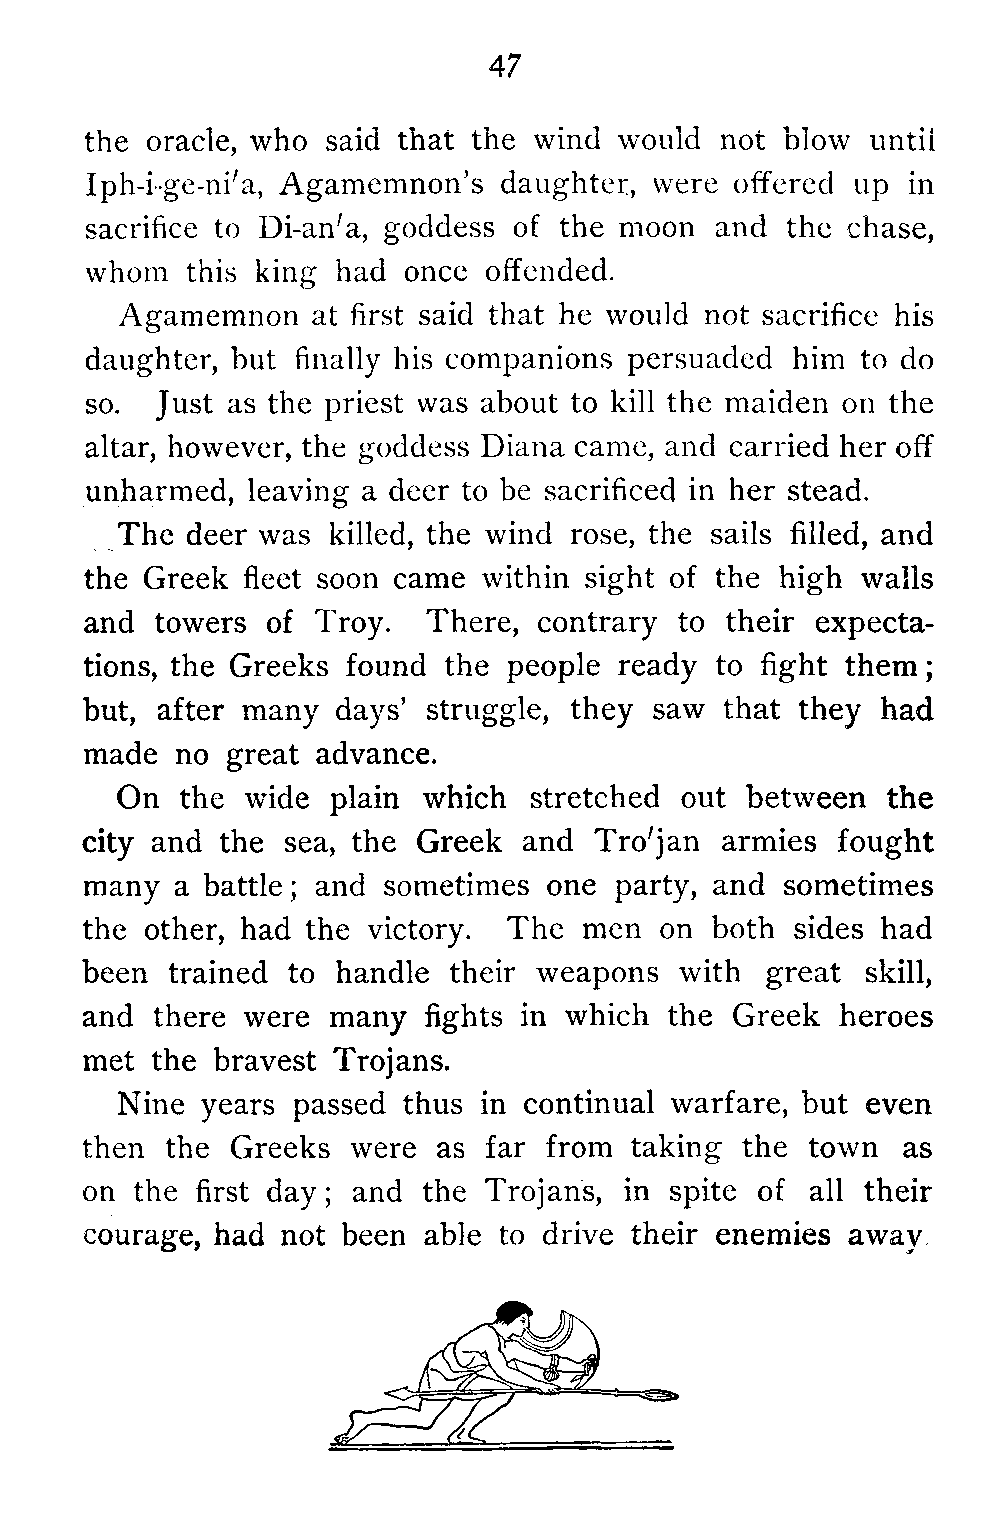 47
the oracle, who said that the wind would not blow until
Iph-i-ge-ni'a, Agamemnon's daughter, were offered up in
sacrifice to Di-an'a, goddess of the moon and the chase,
whom this king had once offended.
Agamemnon at first said that he would not sacrifice his
daughter, but finally his companions persuaded him to do
so. Just as the priest was about to kill the maiden on the
altar, however, the goddess Diana came, and carried her off
unharmed, leaving a deer to be sacrificed in her stead.
The deer was killed, the wind rose, the sails filled, and
the Greek fleet soon came within sight of the high walls
and towers of Troy. There, contrary to their expecta-
tions, the Greeks found the people ready to fight them;
but, after many days' struggle, they saw that they had
made no great advance.
On the wide plain which stretched out between the
city and the sea, the Greek and Tro'jan armies fought
many a battle; and sometimes one party, and sometimes
the other, had the victory. The men on both sides had
been trained to handle their weapons with great skill,
and there were many fights in which the Greek heroes
met the bravest Trojans.
Nine years passed thus in continual warfare, but even
then the Greeks were as far from taking the town as
on the first day; and the Trojans, in spite of all their
courage, had not been able to drive their enemies away.